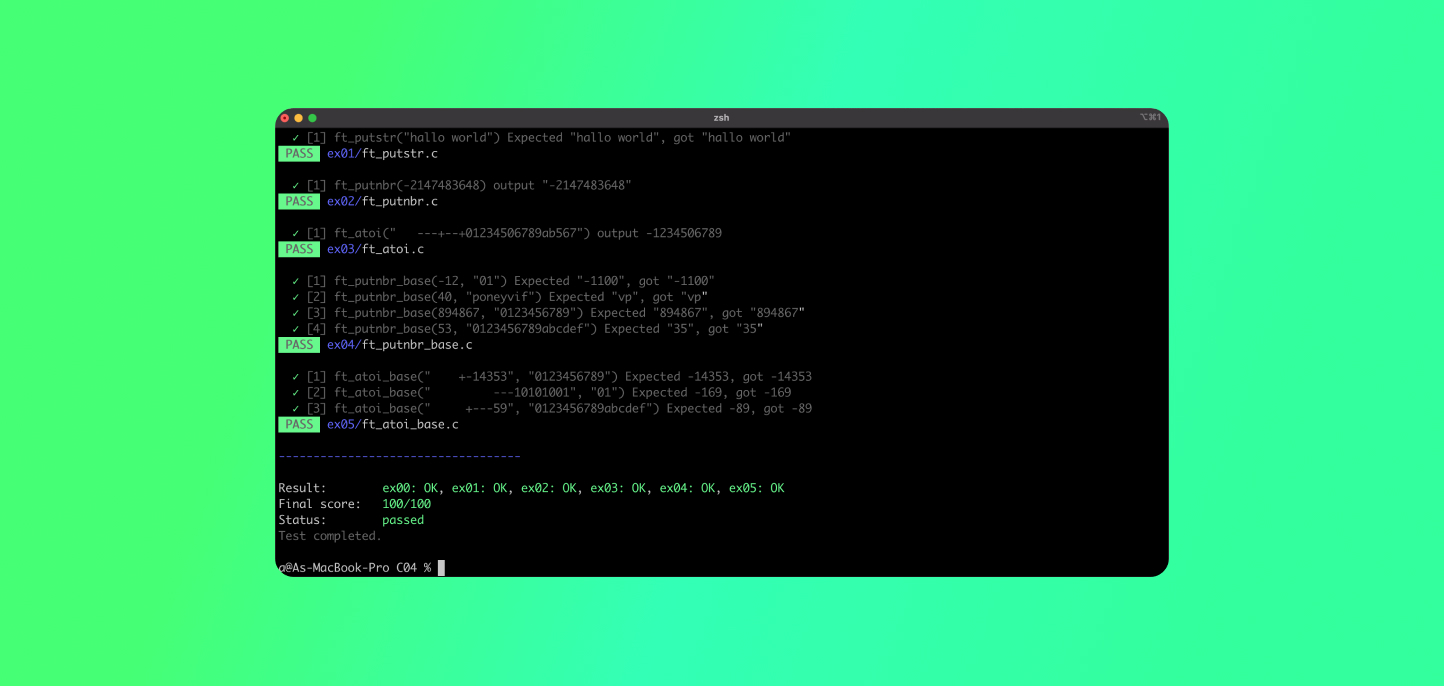 zsh
⌥⌘1
✓ [1] ft_putstr("hallo world") Expected "hallo world", got "hallo world"
PASS ex01/ft_putstr.c
✓ [1] ft_putnbr(-2147483648) output "-2147483648"
PASS ex02/ft_putnbr.c
✓ [1] ft_atoi("   ---+--+01234506789ab567") output -1234506789
PASS ex03/ft_atoi.c
✓ [1] ft_putnbr_base(-12, "01") Expected "-1100", got "-1100"
✓ [2] ft_putnbr_base(40, "poneyvif") Expected "vp", got "vp"
✓ [3] ft_putnbr_base(894867, "0123456789") Expected "894867", got "894867"
✓ [4] ft_putnbr_base(53, "0123456789abcdef") Expected "35", got "35"
PASS ex04/ft_putnbr_base.c
✓ [1] ft_atoi_base("    +-14353", "0123456789") Expected -14353, got -14353
✓ [2] ft_atoi_base("         ---10101001", "01") Expected -169, got -169
✓ [3] ft_atoi_base("     +---59", "0123456789abcdef") Expected -89, got -89
PASS ex05/ft_atoi_base.c
-----------------------------------
Result:        ex00: OK, ex01: OK, ex02: OK, ex03: OK, ex04: OK, ex05: OK
Final score:   100/100
Status:        passed
Test completed.
a@As-MacBook-Pro C04 %